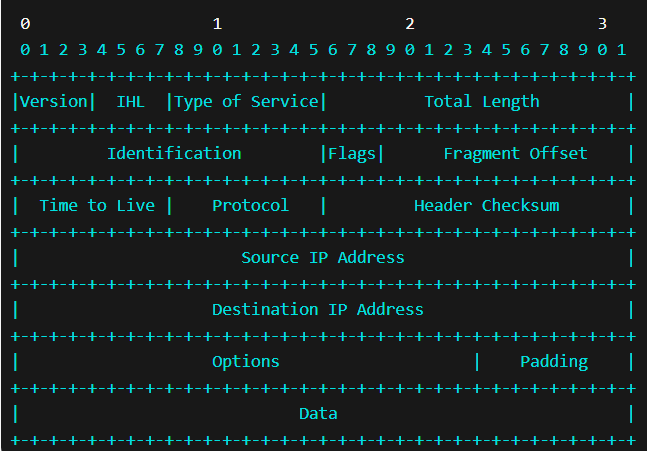 0                   1                   2                   3
 0 1 2 3 4 5 6 7 8 9 0 1 2 3 4 5 6 7 8 9 0 1 2 3 4 5 6 7 8 9 0 1
+-+-+-+-+-+-+-+-+-+-+-+-+-+-+-+-+-+-+-+-+-+-+-+-+-+-+-+-+-+-+-+-+
|Version|  IHL  |Type of Service|          Total Length         |
+-+-+-+-+-+-+-+-+-+-+-+-+-+-+-+-+-+-+-+-+-+-+-+-+-+-+-+-+-+-+-+-+
|         Identification        |Flags|      Fragment Offset    |
+-+-+-+-+-+-+-+-+-+-+-+-+-+-+-+-+-+-+-+-+-+-+-+-+-+-+-+-+-+-+-+-+
|  Time to Live |    Protocol   |         Header Checksum       |
+-+-+-+-+-+-+-+-+-+-+-+-+-+-+-+-+-+-+-+-+-+-+-+-+-+-+-+-+-+-+-+-+
|                       Source IP Address                       |
+-+-+-+-+-+-+-+-+-+-+-+-+-+-+-+-+-+-+-+-+-+-+-+-+-+-+-+-+-+-+-+-+
|                    Destination IP Address                     |
+-+-+-+-+-+-+-+-+-+-+-+-+-+-+-+-+-+-+-+-+-+-+-+-+-+-+-+-+-+-+-+-+
|                    Options                    |    Padding    |
+-+-+-+-+-+-+-+-+-+-+-+-+-+-+-+-+-+-+-+-+-+-+-+-+-+-+-+-+-+-+-+-+
|                             Data                              |
+-+-+-+-+-+-+-+-+-+-+-+-+-+-+-+-+-+-+-+-+-+-+-+-+-+-+-+-+-+-+-+-+